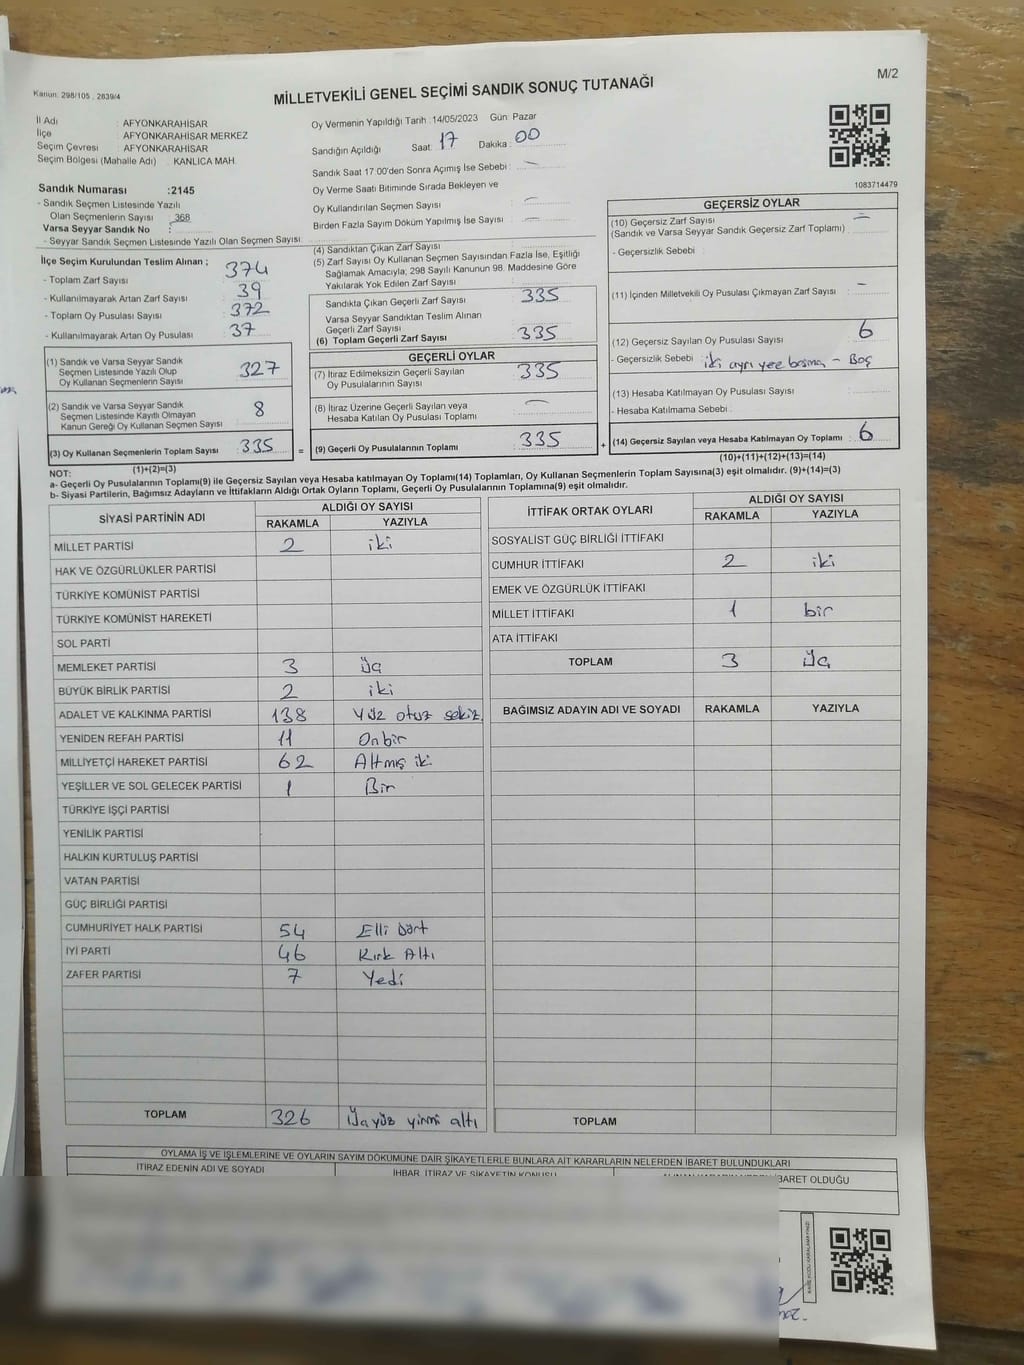 M/2
Kanun: 298/105 , 2839/4
MİLLETVEKİLİ GENEL SEÇİMİ SANDIK SONUÇ TUTANAĞI
İl Adı : AFYONKARAHİSAR
İlçe : AFYONKARAHİSAR MERKEZ
Seçim Çevresi : AFYONKARAHİSAR
Seçim Bölgesi (Mahalle Adı) : KANLICA MAH.
Sandık Numarası :2145
- Sandık Seçmen Listesinde Yazılı
Olan Seçmenlerin Sayısı : 368
Varsa Seyyar Sandık No :
- Seyyar Sandık Seçmen Listesinde Yazılı Olan Seçmen Sayısı:
Oy Vermenin Yapıldığı Tarih :14/05/2023 Gün: Pazar
Sandığın Açıldığı Saat: 17 Dakika: 00
Sandık Saat 17:00'den Sonra Açılmış İse Sebebi : —
Oy Verme Saati Bitiminde Sırada Bekleyen ve
Oy Kullandırılan Seçmen Sayısı : —
Birden Fazla Sayım Döküm Yapılmış İse Sayısı : —
1083714479
İlçe Seçim Kurulundan Teslim Alınan ;
- Toplam Zarf Sayısı : 374
- Kullanılmayarak Artan Zarf Sayısı : 39
- Toplam Oy Pusulası Sayısı : 372
- Kullanılmayarak Artan Oy Pusulası : 37
(4) Sandıktan Çıkan Zarf Sayısı :
(5) Zarf Sayısı Oy Kullanan Seçmen Sayısından Fazla İse, Eşitliği
Sağlamak Amacıyla; 298 Sayılı Kanunun 98. Maddesine Göre
Yakılarak Yok Edilen Zarf Sayısı :
Sandıkta Çıkan Geçerli Zarf Sayısı : 335
Varsa Seyyar Sandıktan Teslim Alınan
Geçerli Zarf Sayısı :
(6) Toplam Geçerli Zarf Sayısı : 335
GEÇERSİZ OYLAR
(10) Geçersiz Zarf Sayısı : —
(Sandık ve Varsa Seyyar Sandık Geçersiz Zarf Toplamı) :
- Geçersizlik Sebebi :
(11) İçinden Milletvekili Oy Pusulası Çıkmayan Zarf Sayısı : —
(12) Geçersiz Sayılan Oy Pusulası Sayısı : 6
- Geçersizlik Sebebi : iki ayrı yere basma - Boş
(13) Hesaba Katılmayan Oy Pusulası Sayısı :
- Hesaba Katılmama Sebebi :
(14) Geçersiz Sayılan veya Hesaba Katılmayan Oy Toplamı : 6
(10)+(11)+(12)+(13)=(14)
(1) Sandık ve Varsa Seyyar Sandık
Seçmen Listesinde Yazılı Olup
Oy Kullanan Seçmenlerin Sayısı : 327
(2) Sandık ve Varsa Seyyar Sandık
Seçmen Listesinde Kayıtlı Olmayan
Kanun Gereği Oy Kullanan Seçmen Sayısı : 8
(3) Oy Kullanan Seçmenlerin Toplam Sayısı : 335
(1)+(2)=(3)
GEÇERLİ OYLAR
(7) İtiraz Edilmeksizin Geçerli Sayılan
Oy Pusulalarının Sayısı : 335
(8) İtiraz Üzerine Geçerli Sayılan veya
Hesaba Katılan Oy Pusulası Toplamı : —
= (9) Geçerli Oy Pusulalarının Toplamı : 335 +
NOT:
a- Geçerli Oy Pusulalarının Toplamı(9) ile Geçersiz Sayılan veya Hesaba katılmayan Oy Toplamı(14) Toplamları, Oy Kullanan Seçmenlerin Toplam Sayısına(3) eşit olmalıdır. (9)+(14)=(3)
b- Siyasi Partilerin, Bağımsız Adayların ve İttifakların Aldığı Ortak Oyların Toplamı, Geçerli Oy Pusulalarının Toplamına(9) eşit olmalıdır.
SİYASİ PARTİNİN ADI ALDIĞI OY SAYISI
RAKAMLA YAZIYLA
MİLLET PARTİSİ 2 iki
HAK VE ÖZGÜRLÜKLER PARTİSİ
TÜRKİYE KOMÜNİST PARTİSİ
TÜRKİYE KOMÜNİST HAREKETİ
SOL PARTİ
MEMLEKET PARTİSİ 3 Üç
BÜYÜK BİRLİK PARTİSİ 2 iki
ADALET VE KALKINMA PARTİSİ 138 Yüz otuz sekiz
YENİDEN REFAH PARTİSİ 11 Onbir
MİLLİYETÇİ HAREKET PARTİSİ 62 Altmış iki
YEŞİLLER VE SOL GELECEK PARTİSİ 1 Bir
TÜRKİYE İŞÇİ PARTİSİ
YENİLİK PARTİSİ
HALKIN KURTULUŞ PARTİSİ
VATAN PARTİSİ
GÜÇ BİRLİĞİ PARTİSİ
CUMHURİYET HALK PARTİSİ 54 Elli Dört
İYİ PARTİ 46 Kırk Altı
ZAFER PARTİSİ 7 Yedi
TOPLAM 326 Üçyüz yirmi altı
İTTİFAK ORTAK OYLARI ALDIĞI OY SAYISI
RAKAMLA YAZIYLA
SOSYALİST GÜÇ BİRLİĞİ İTTİFAKI
CUMHUR İTTİFAKI 2 iki
EMEK VE ÖZGÜRLÜK İTTİFAKI
MİLLET İTTİFAKI 1 bir
ATA İTTİFAKI
TOPLAM 3 Üç
BAĞIMSIZ ADAYIN ADI VE SOYADI RAKAMLA YAZIYLA
TOPLAM
OYLAMA İŞ VE İŞLEMLERİNE VE OYLARIN SAYIM DÖKÜMÜNE DAİR ŞİKAYETLERLE BUNLARA AİT KARARLARIN NELERDEN İBARET BULUNDUKLARI
İTİRAZ EDENİN ADI VE SOYADI İHBAR, İTİRAZ VE ŞİKAYETİN KONUSU İBARET OLDUĞU
KARE KODU KARALAMAYINIZ!